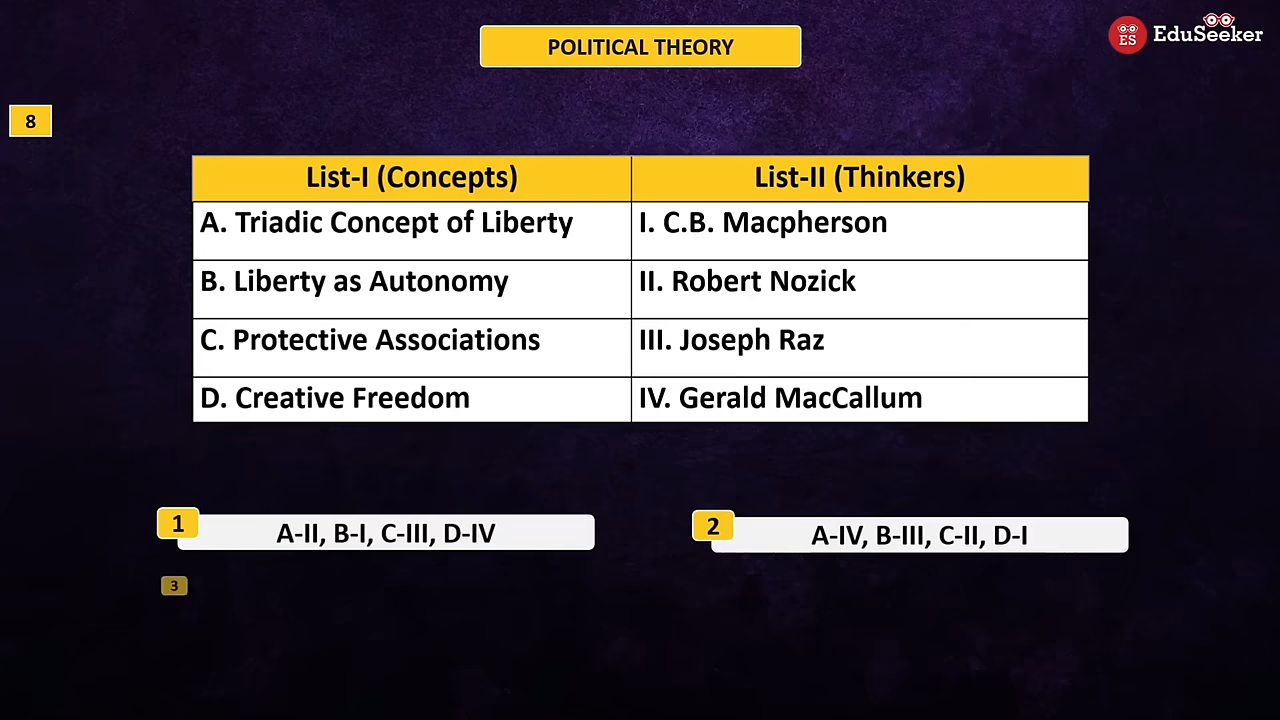 POLITICAL THEORY
ES EduSeeker
8
List-I (Concepts) List-II (Thinkers)
A. Triadic Concept of Liberty I. C.B. Macpherson
B. Liberty as Autonomy II. Robert Nozick
C. Protective Associations III. Joseph Raz
D. Creative Freedom IV. Gerald MacCallum
1 A-II, B-I, C-III, D-IV
2 A-IV, B-III, C-II, D-I
3